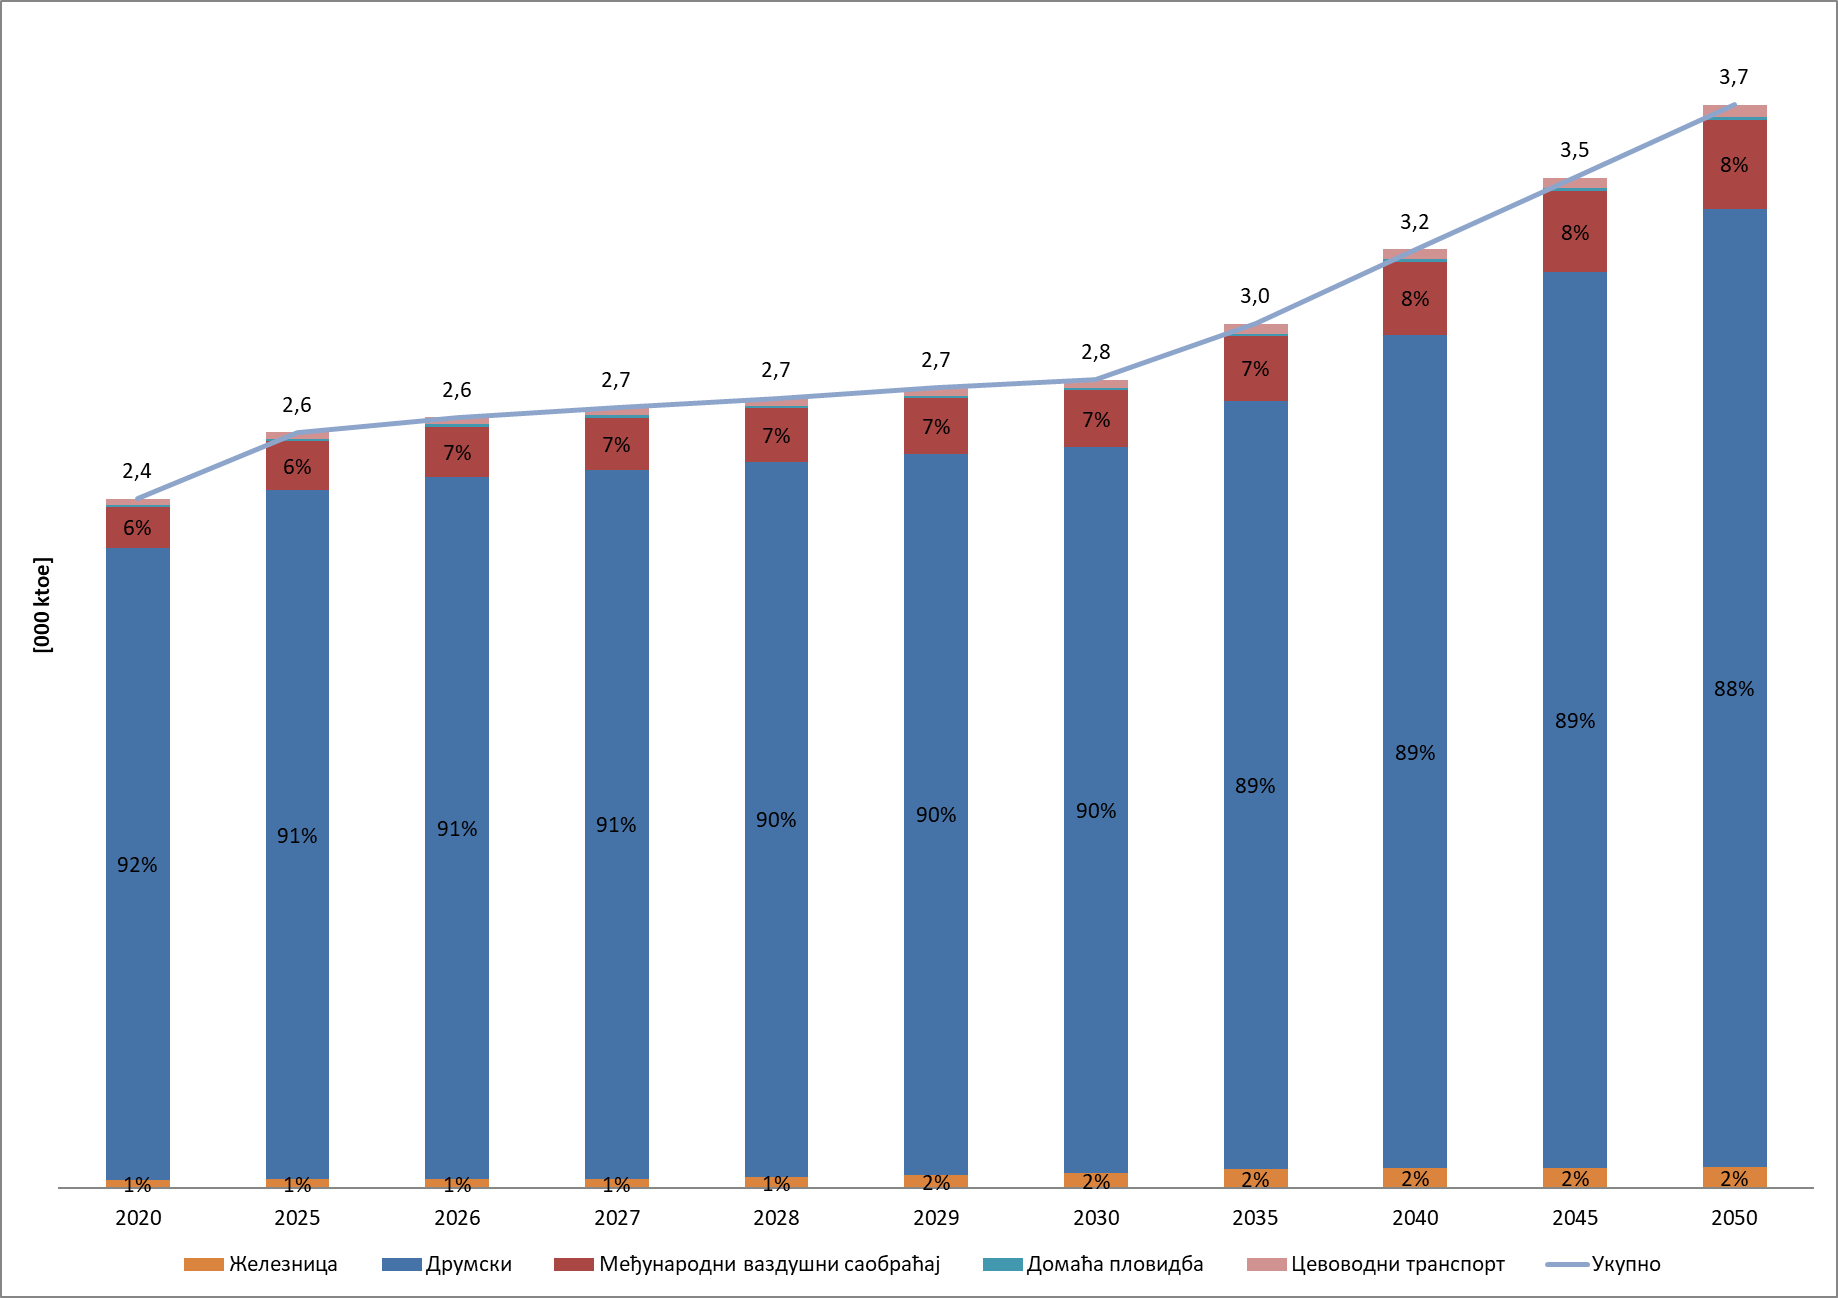 3,7
3,5
3,2
3,0
2,8
2,7
2,7
2,7
2,6
2,6
2,4
6% 6% 7% 7% 7% 7% 7% 7% 8% 8% 8%
[000 ktoe]
92% 91% 91% 91% 90% 90% 90% 89% 89% 89% 88%
1% 1% 1% 1% 1% 2% 2% 2% 2% 2% 2%
2020 2025 2026 2027 2028 2029 2030 2035 2040 2045 2050
Железница Друмски Међународни ваздушни саобраћај Домаћа пловидба Цевоводни транспорт Укупно